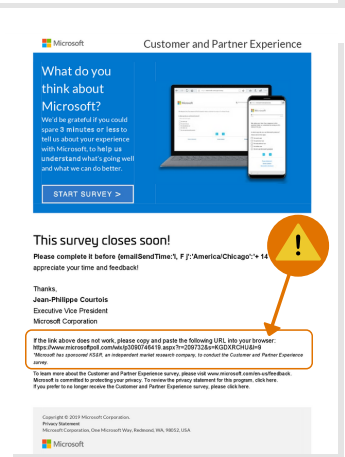 Microsoft
Customer and Partner Experience
What do you
think about
Microsoft?
We'd be grateful if you could
spare 3 minutes or less to
tell us about your experience
with Microsoft, to help us
understand what's going well
and what we can do better.
START SURVEY >
This survey closes soon!
Please complete it before {emailSendTime:'l, F j':'America/Chicago':'+ 14
appreciate your time and feedback!
Thanks,
Jean-Philippe Courtois
Executive Vice President
Microsoft Corporation
If the link above does not work, please copy and paste the following URL into your browser:
https://www.microsoftpoll.com/wix/p3090746419.aspx?r=209732&s=KGDXRCHU&l=9
*Microsoft has sponsored KS&R, an independent market research company, to conduct the Customer and Partner Experience
survey.
To learn more about the Customer and Partner Experience survey, please visit www.microsoft.com/en-us/feedback.
Microsoft is committed to protecting your privacy. To review the privacy statement for this program, click here.
If you prefer to no longer receive the Customer and Partner Experience survey, please click here.
Copyright © 2019 Microsoft Corporation.
Privacy Statement
Microsoft Corporation, One Microsoft Way, Redmond, WA, 98052, USA
Microsoft